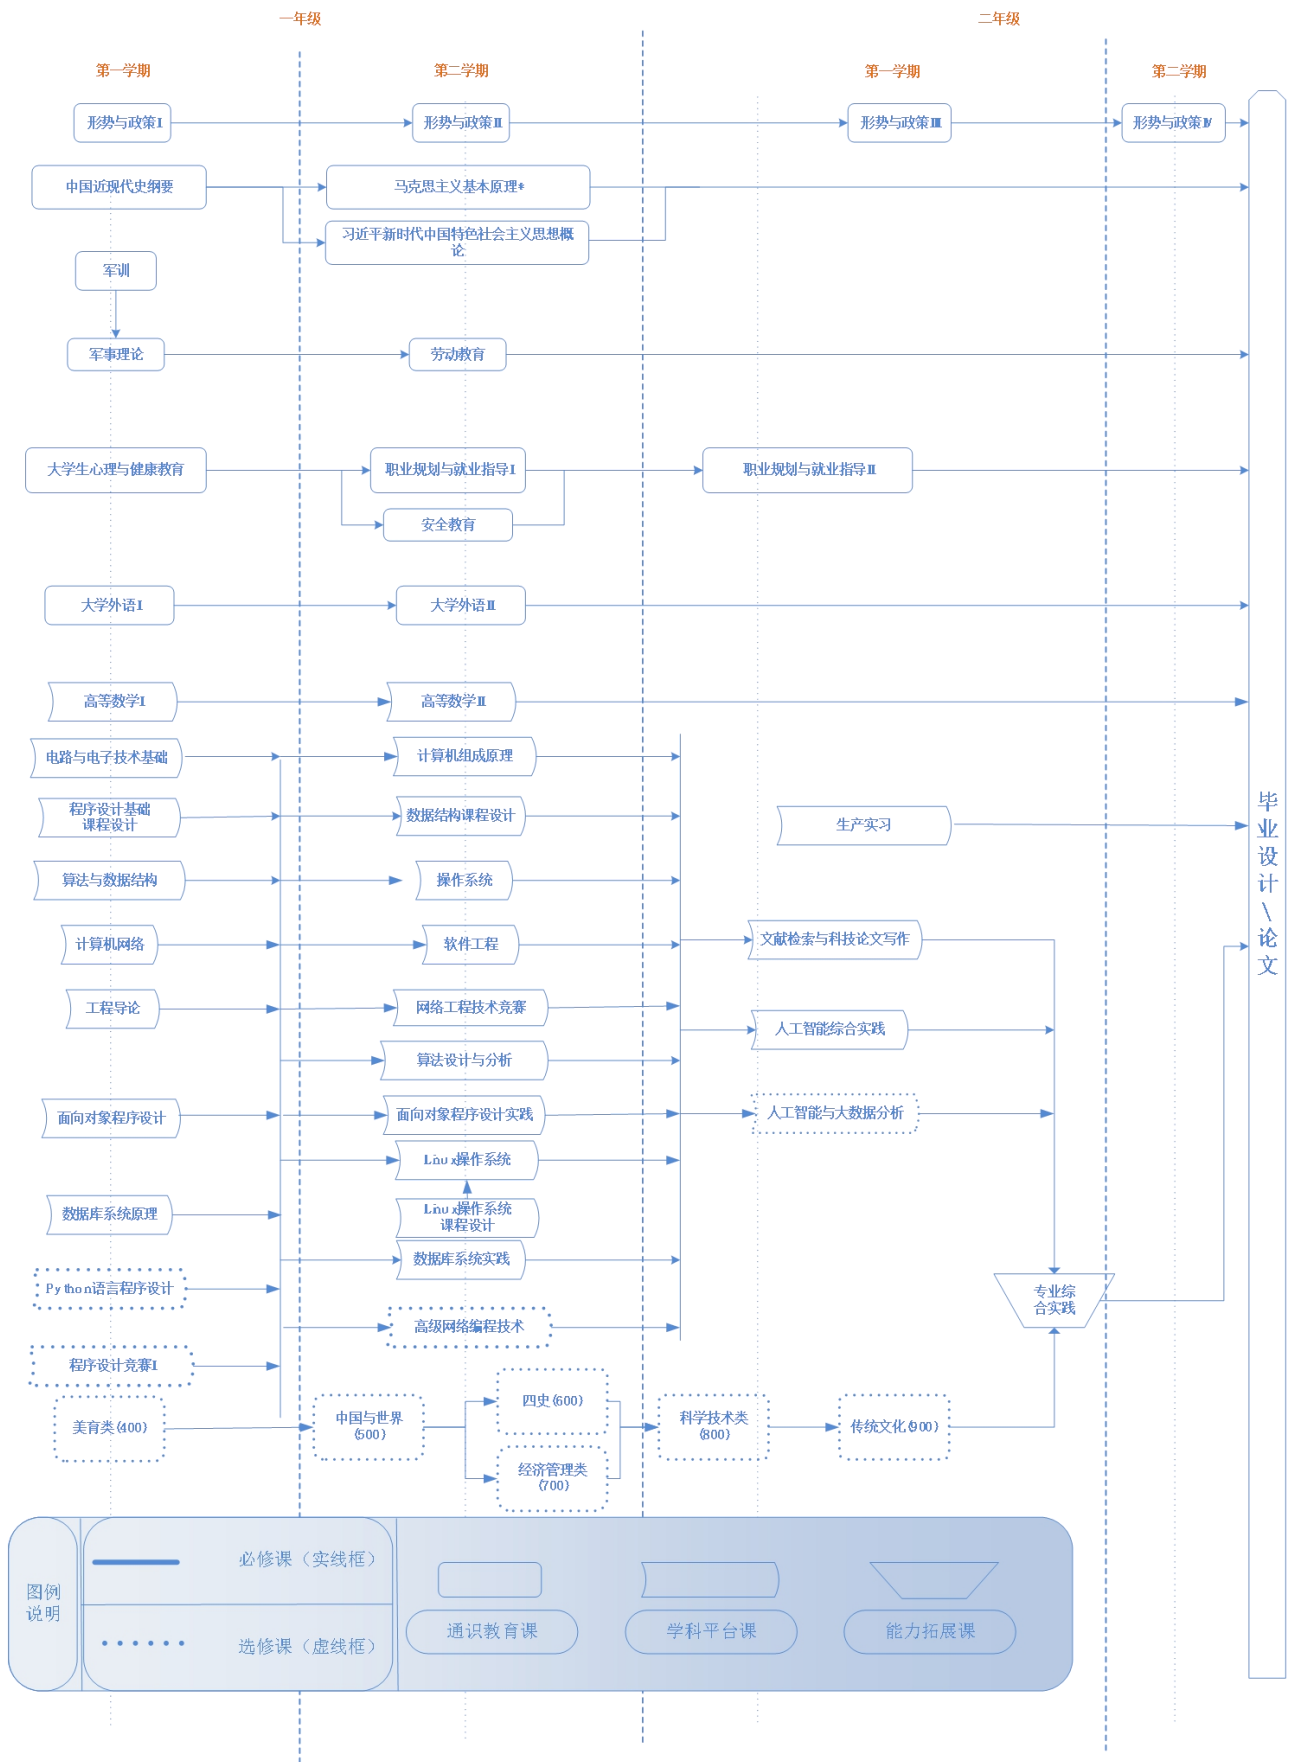 一年级
二年级
第一学期
第二学期
第一学期
第二学期
形势与政策I
形势与政策II
形势与政策III
形势与政策IV
中国近现代史纲要
马克思主义基本原理*
习近平新时代中国特色社会主义思想概
论
军训
军事理论
劳动教育
大学生心理与健康教育
职业规划与就业指导I
职业规划与就业指导II
安全教育
大学外语I
大学外语II
高等数学I
高等数学II
电路与电子技术基础
计算机组成原理
程序设计基础
课程设计
数据结构课程设计
生产实习
算法与数据结构
操作系统
计算机网络
软件工程
文献检索与科技论文写作
工程导论
网络工程技术竞赛
人工智能综合实践
算法设计与分析
面向对象程序设计
面向对象程序设计实践
人工智能与大数据分析
Linux操作系统
数据库系统原理
Linux操作系统
课程设计
数据库系统实践
Python语言程序设计
高级网络编程技术
专业综
合实践
程序设计竞赛I
美育类(400)
中国与世界
(500)
四史(600)
经济管理类
(700)
科学技术类
(800)
传统文化(900)
毕业设计\论文
图例
说明
必修课（实线框）
选修课（虚线框）
通识教育课
学科平台课
能力拓展课